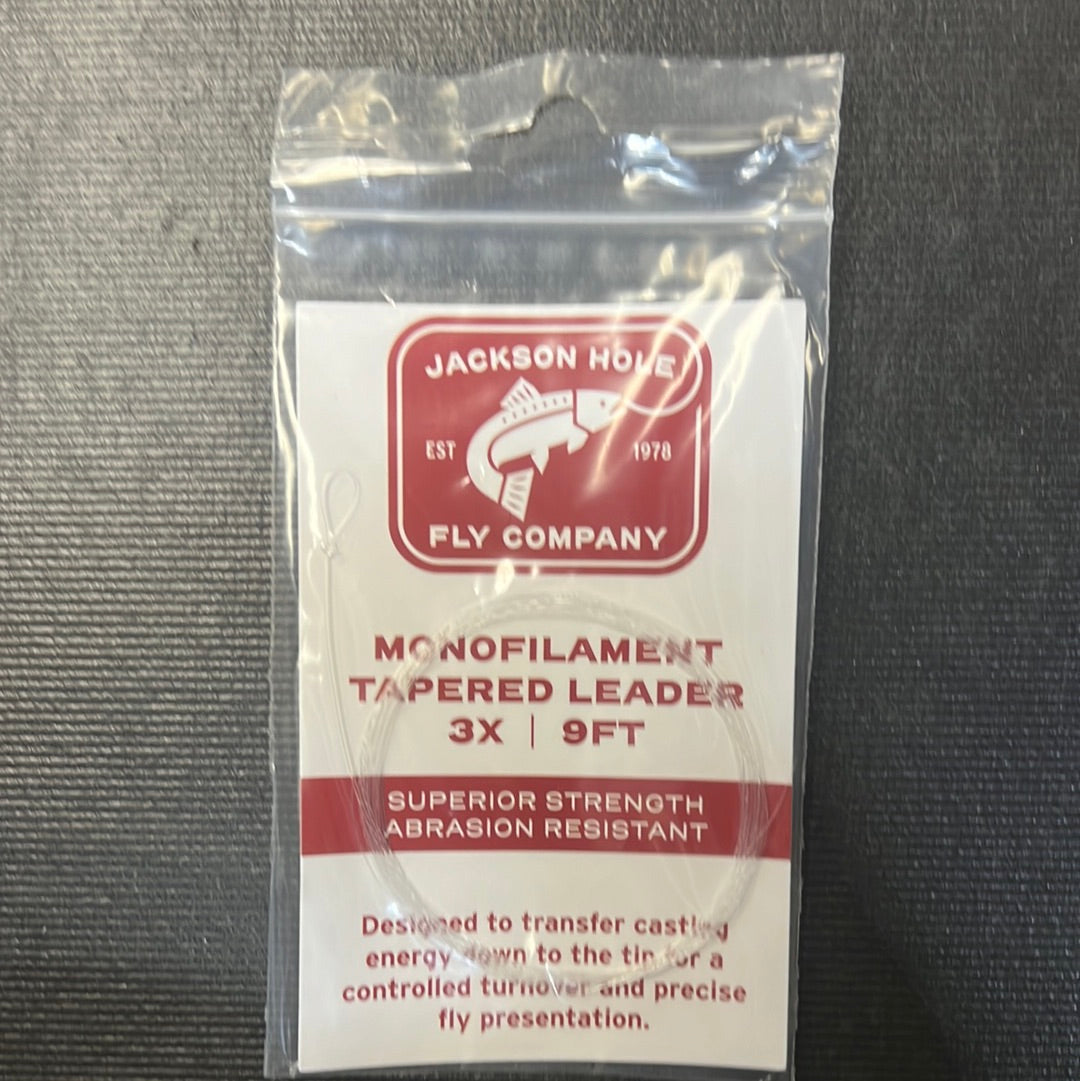 JACKSON HOLE
EST 1978
FLY COMPANY
MONOFILAMENT
TAPERED LEADER
3X | 9FT
SUPERIOR STRENGTH
ABRASION RESISTANT
Designed to transfer casting
energy down to the tip for a
controlled turnover and precise
fly presentation.